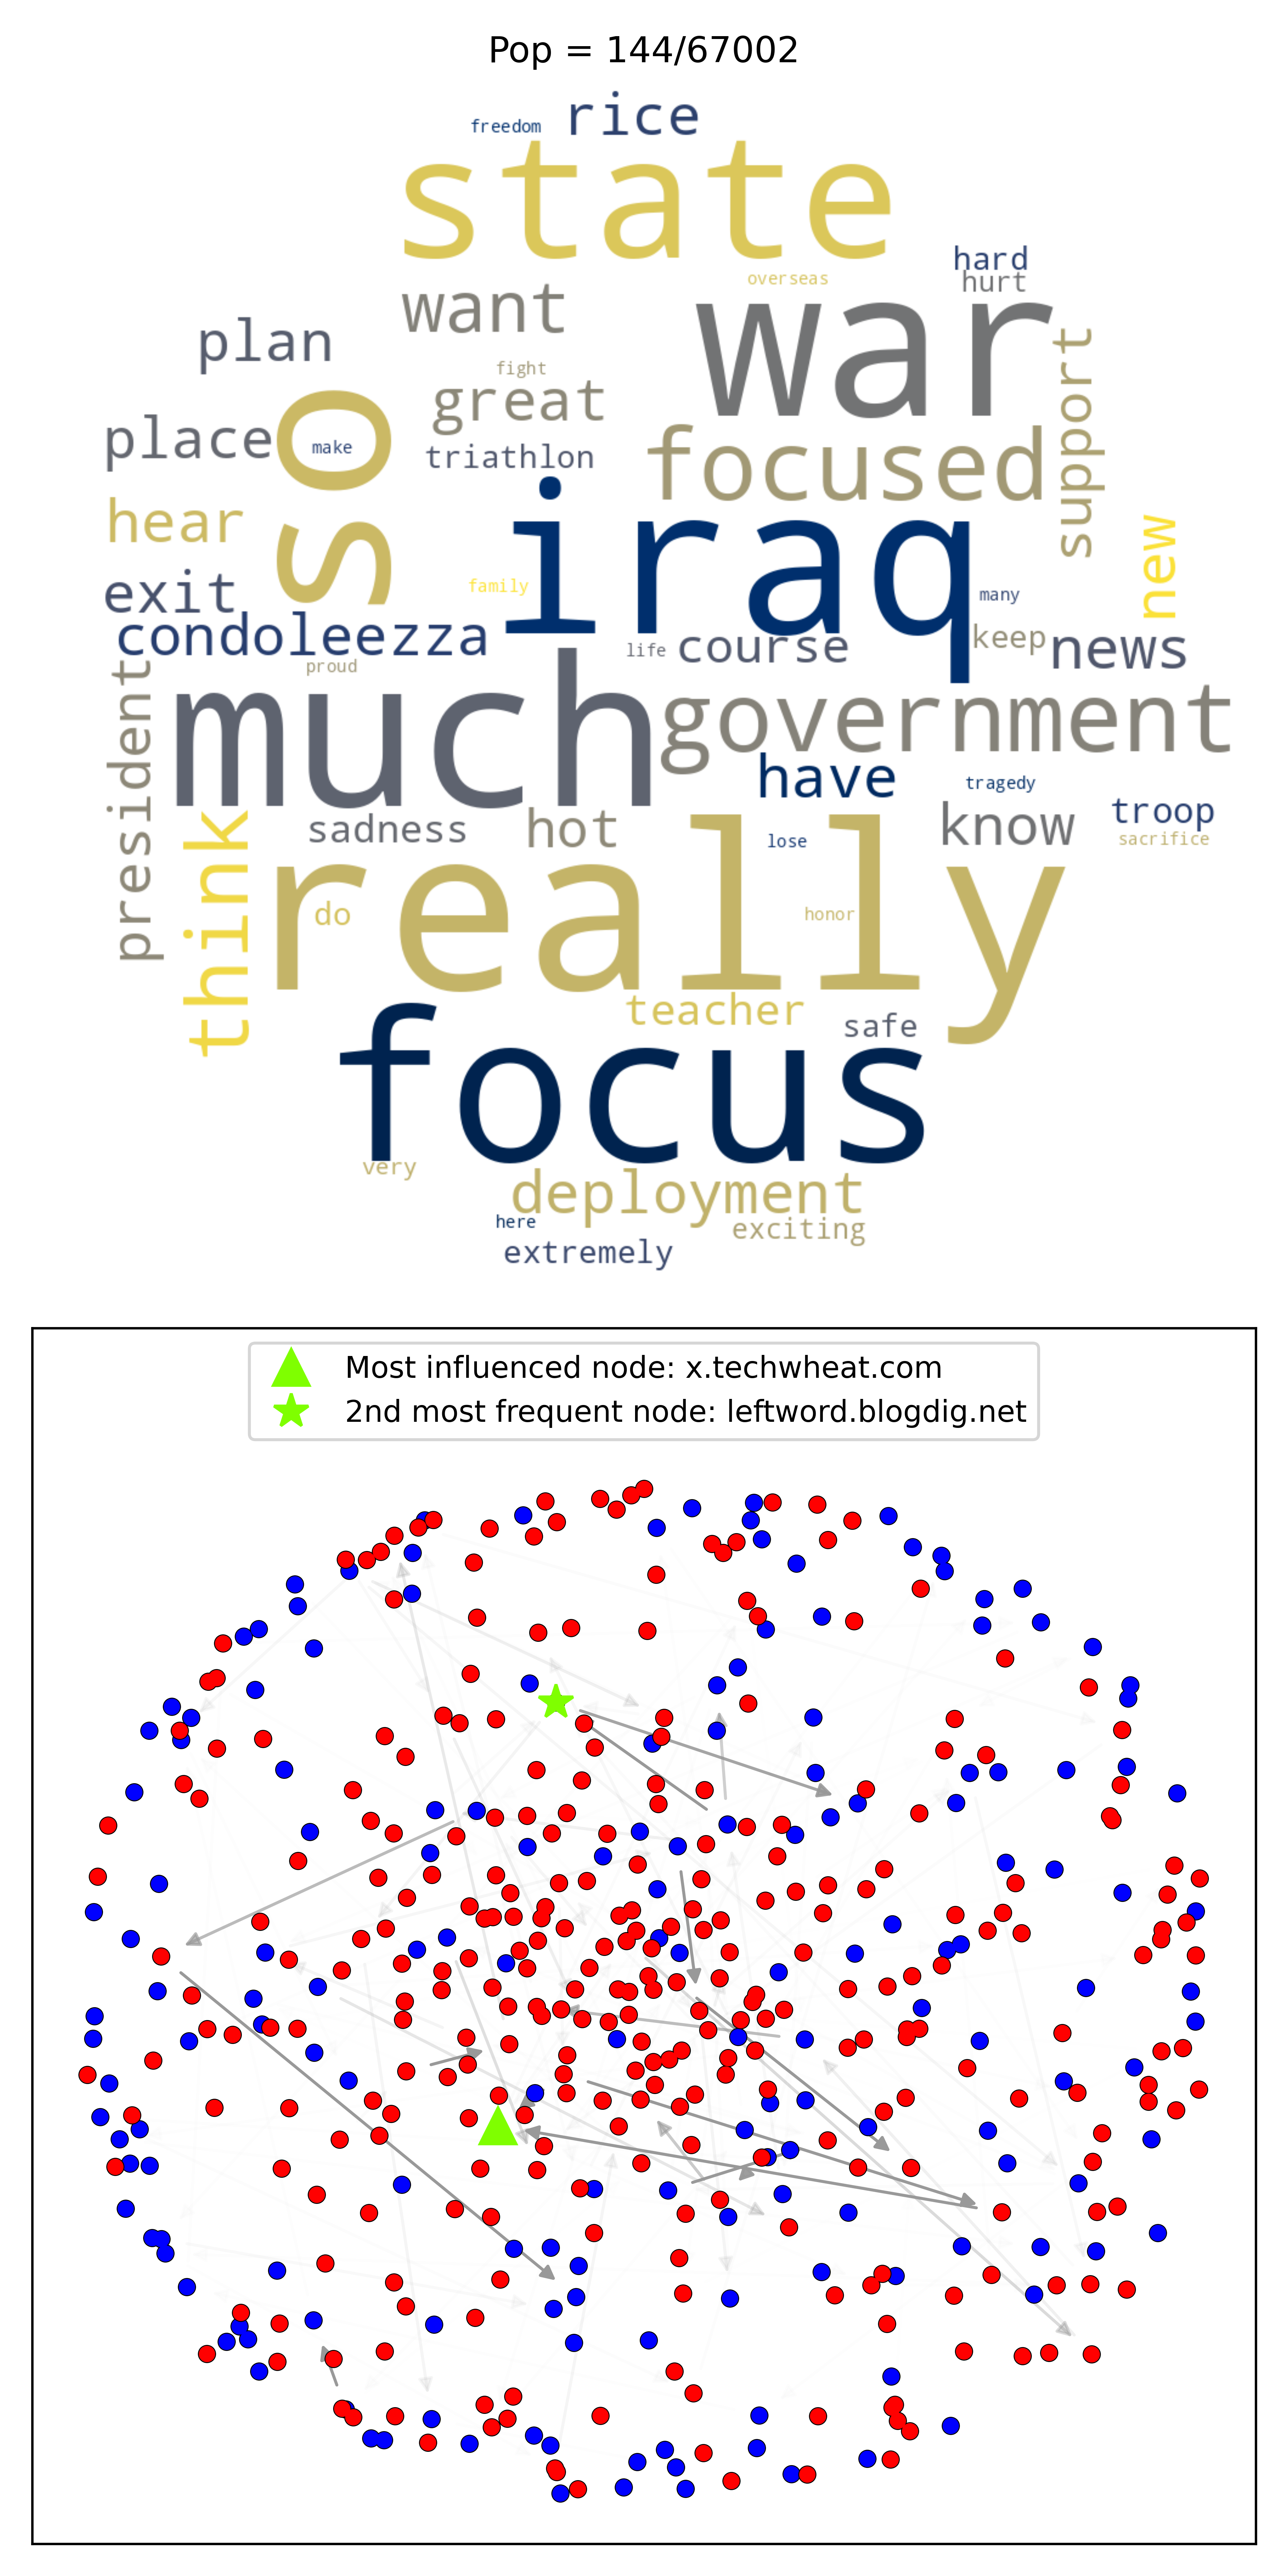 Pop = 144/67002
freedom
rice
state
hard
overseas
hurt
want
war
plan
support
fight
great
so
place
make
triathlon
focused
hear
iraq
new
exit
family
many
condoleezza
life
course
keep
news
proud
president
much
government
have
tragedy
troop
sadness
hot
know
lose
sacrifice
think
really
do
honor
teacher
safe
focus
very
deployment
here
exciting
extremely
Most influenced node: x.techwheat.com
2nd most frequent node: leftword.blogdig.net